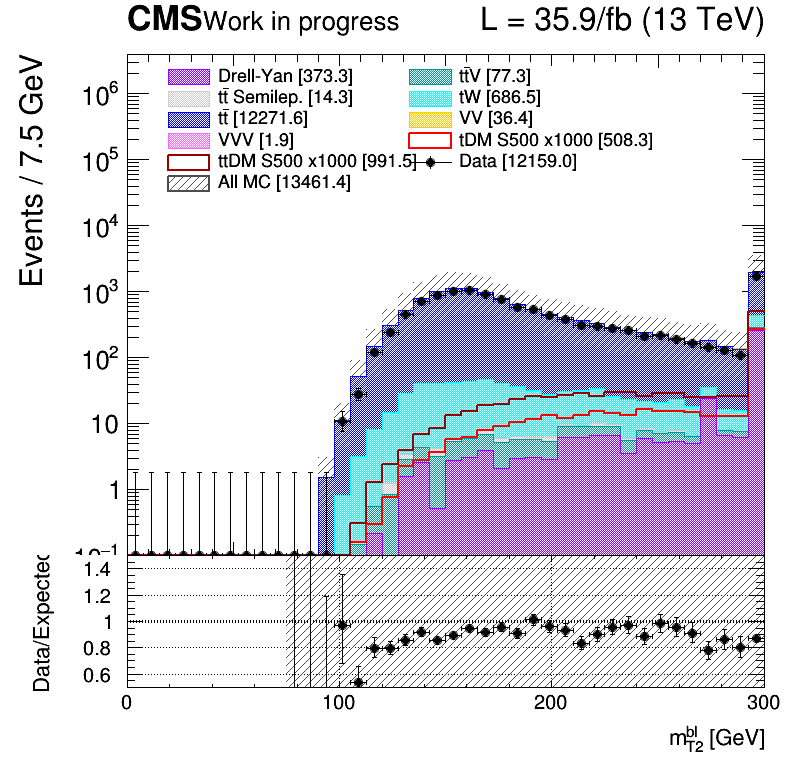 CMS Work in progress L = 35.9/fb (13 TeV)
Events / 7.5 GeV
Drell-Yan [373.3] tt̄V [77.3]
tt̄ Semilep. [14.3] tW [686.5]
tt̄ [12271.6] VV [36.4]
VVV [1.9] tDM S500 x1000 [508.3]
ttDM S500 x1000 [991.5] Data [12159.0]
All MC [13461.4]
10⁶
10⁵
10⁴
10³
10²
10
1
10⁻¹
Data/Expected
1.4
1.2
1
0.8
0.6
0 100 200 300
m_T2^bl [GeV]